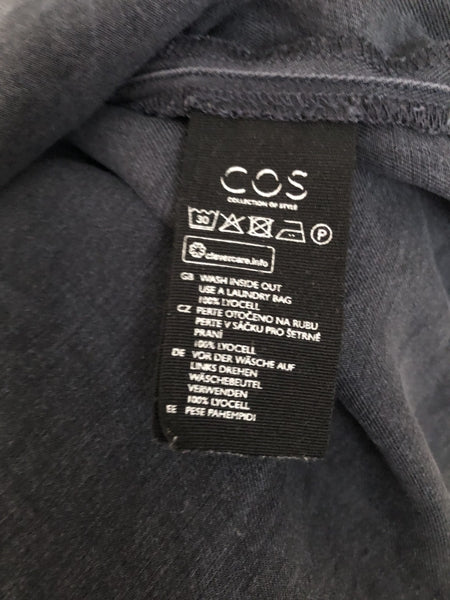 COS
COLLECTION OF STYLE
30 P
clevercare.info
GB WASH INSIDE OUT
USE A LAUNDRY BAG
100% LYOCELL
CZ PERTE OTOČENO NA RUBU
PERTE V SÁČKU PRO ŠETRNÉ
PRANÍ
100% LYOCELL
DE VOR DER WÄSCHE AUF
LINKS DREHEN
WÄSCHEBEUTEL
VERWENDEN
100% LYOCELL
EE PESE PAHEMPIDI